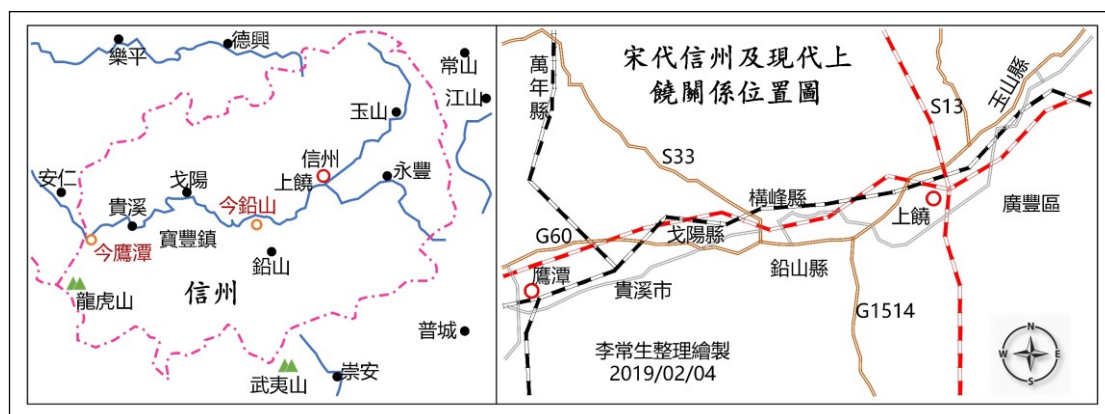 德興
樂平
常山
江山
玉山
信州
上饒
永豐
安仁
戈陽
貴溪
今鉛山
寶豐鎮
今鷹潭
鉛山
信州
龍虎山
普城
武夷山
崇安
宋代信州及現代上
饒關係位置圖
萬年縣
玉山縣
S13
S33
横峰縣
上饒
廣豐區
G60
戈陽縣
鉛山縣
鷹潭
貴溪市
G1514
李常生整理繪製
2019/02/04
N
W
E
S